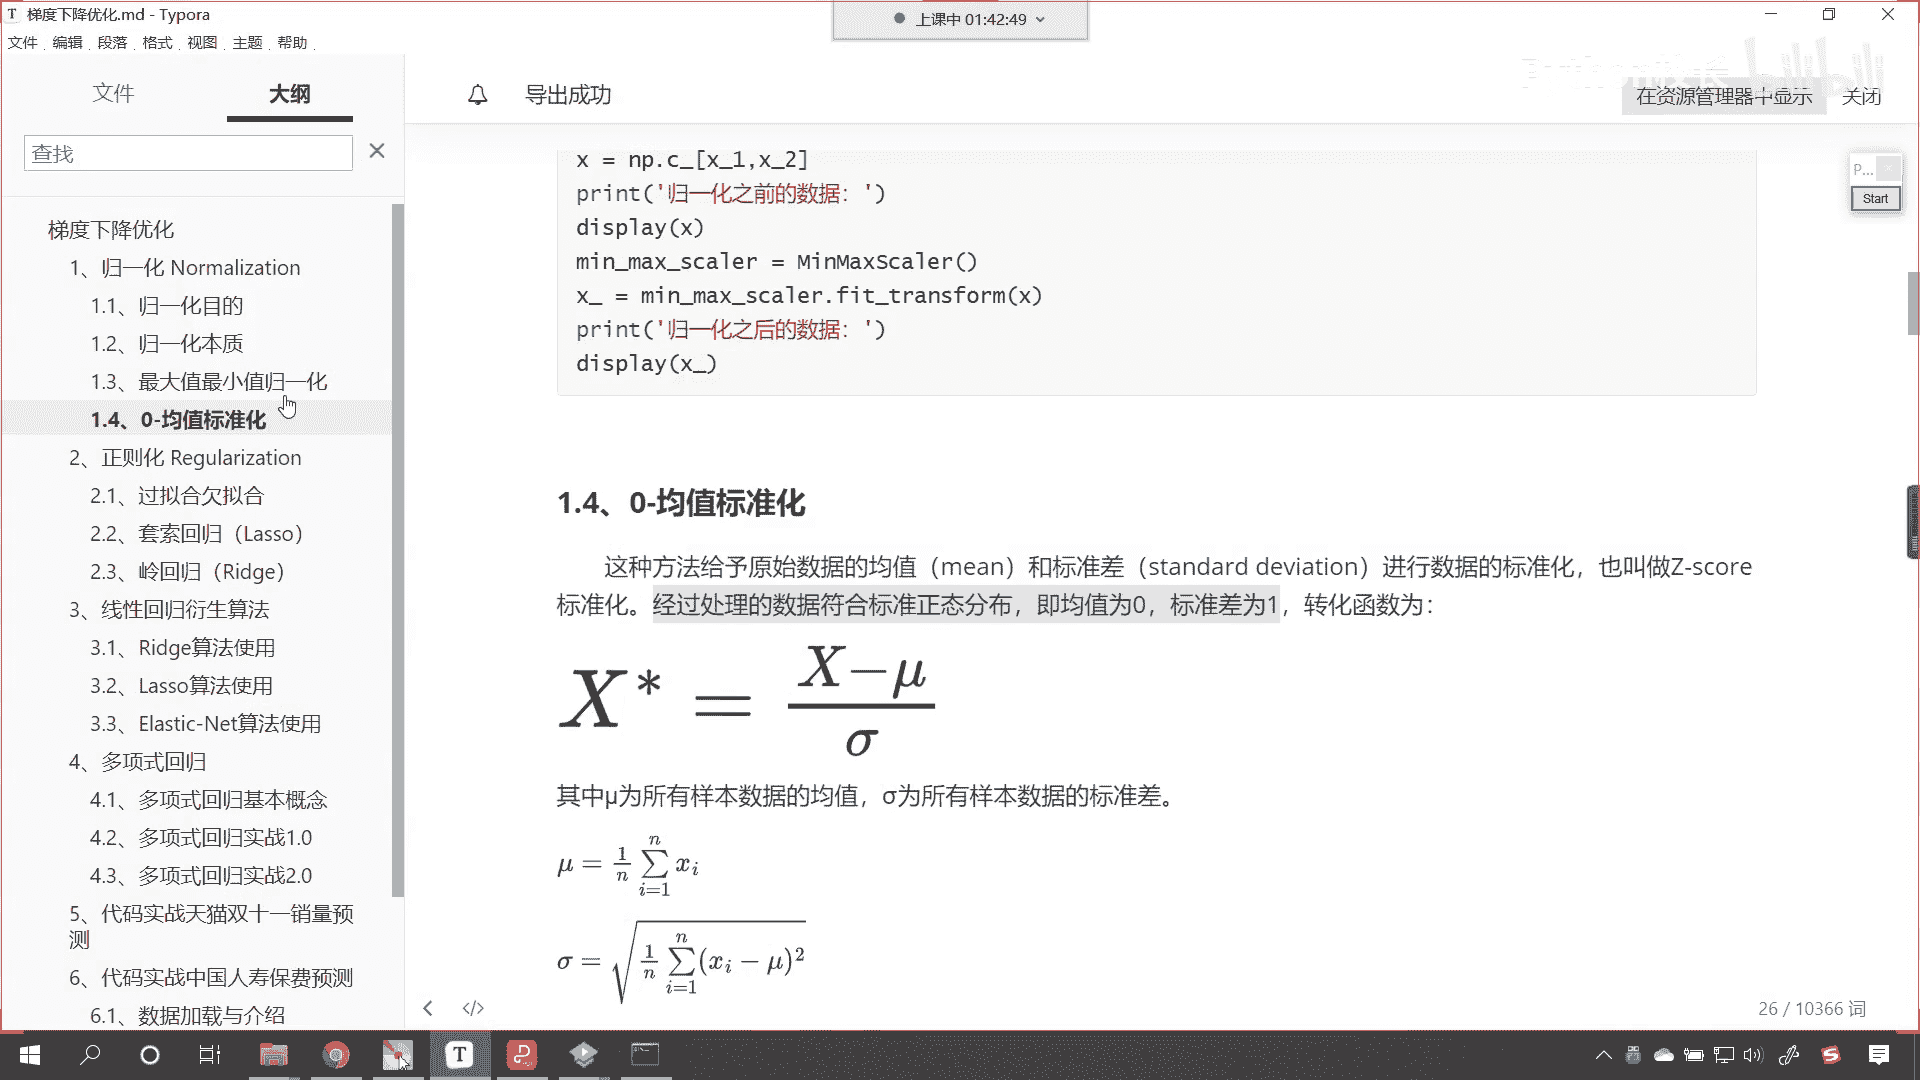 梯度下降优化.md - Typora
上课中 01:42:49
文件 编辑 段落 格式 视图 主题 帮助
文件
大纲
导出成功
在资源管理器中显示
关闭
查找
梯度下降优化
1、归一化 Normalization
1.1、归一化目的
1.2、归一化本质
1.3、最大值最小值归一化
1.4、0-均值标准化
2、正则化 Regularization
2.1、过拟合欠拟合
2.2、套索回归（Lasso）
2.3、岭回归（Ridge）
3、线性回归衍生算法
3.1、Ridge算法使用
3.2、Lasso算法使用
3.3、Elastic-Net算法使用
4、多项式回归
4.1、多项式回归基本概念
4.2、多项式回归实战1.0
4.3、多项式回归实战2.0
5、代码实战天猫双十一销量预
测
6、代码实战中国人寿保费预测
6.1、数据加载与介绍
x = np.c_[x_1,x_2]
print('归一化之前的数据：')
display(x)
min_max_scaler = MinMaxScaler()
x_ = min_max_scaler.fit_transform(x)
print('归一化之后的数据：')
display(x_)
1.4、0-均值标准化
这种方法给予原始数据的均值（mean）和标准差（standard deviation）进行数据的标准化，也叫做Z-score
标准化。经过处理的数据符合标准正态分布，即均值为0，标准差为1，转化函数为：
X* = \frac{X-μ}{σ}
其中μ为所有样本数据的均值，σ为所有样本数据的标准差。
μ = \frac{1}{n} \sum_{i=1}^{n} x_i
σ = \sqrt{\frac{1}{n} \sum_{i=1}^{n} (x_i − μ)^2}
26 / 10366 词
P...
Start